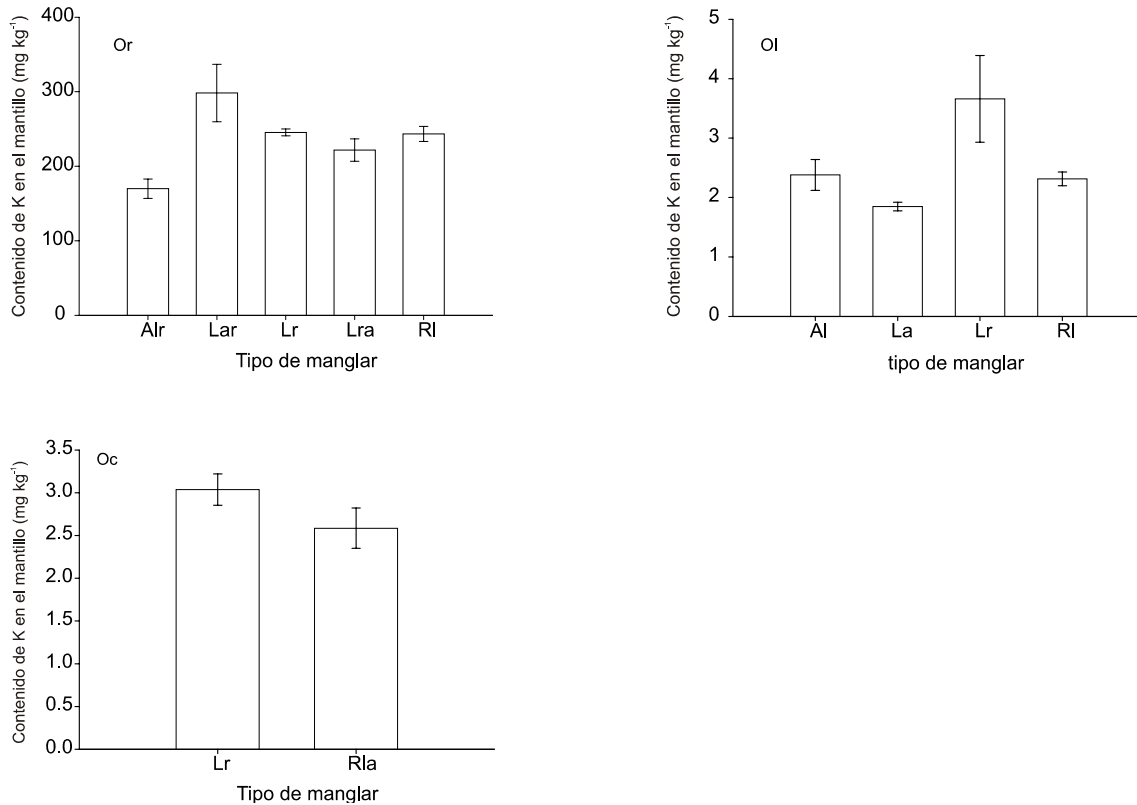 Contenido de K en el mantillo (mg kg⁻¹)
400
300
200
100
0
Or
Alr
Lar
Lr
Lra
Rl
Tipo de manglar
Contenido de K en el mantillo (mg kg⁻¹)
5
4
3
2
1
0
Ol
Al
La
Lr
Rl
tipo de manglar
Contenido de K en el mantillo (mg kg⁻¹)
3.5
3.0
2.5
2.0
1.5
1.0
0.5
0.0
Oc
Lr
Rla
Tipo de manglar